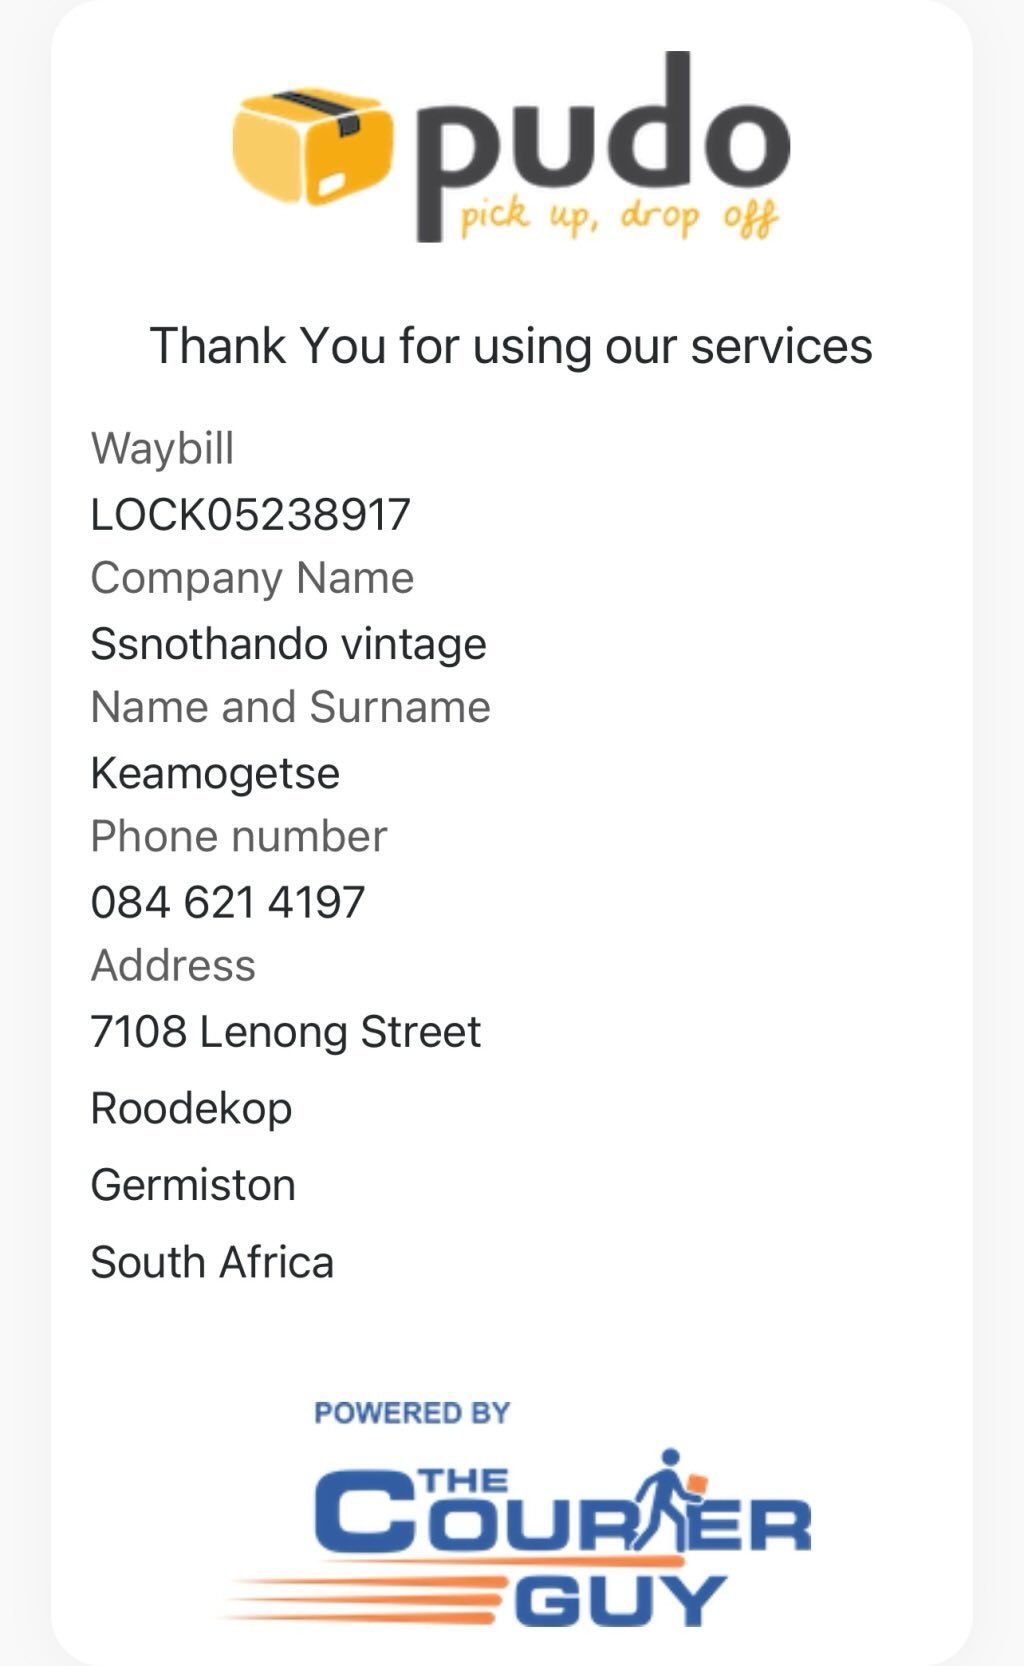 pudo
pick up, drop off
Thank You for using our services
Waybill
LOCK05238917
Company Name
Ssnothando vintage
Name and Surname
Keamogetse
Phone number
084 621 4197
Address
7108 Lenong Street
Roodekop
Germiston
South Africa
POWERED BY
THE
COURIER
GUY